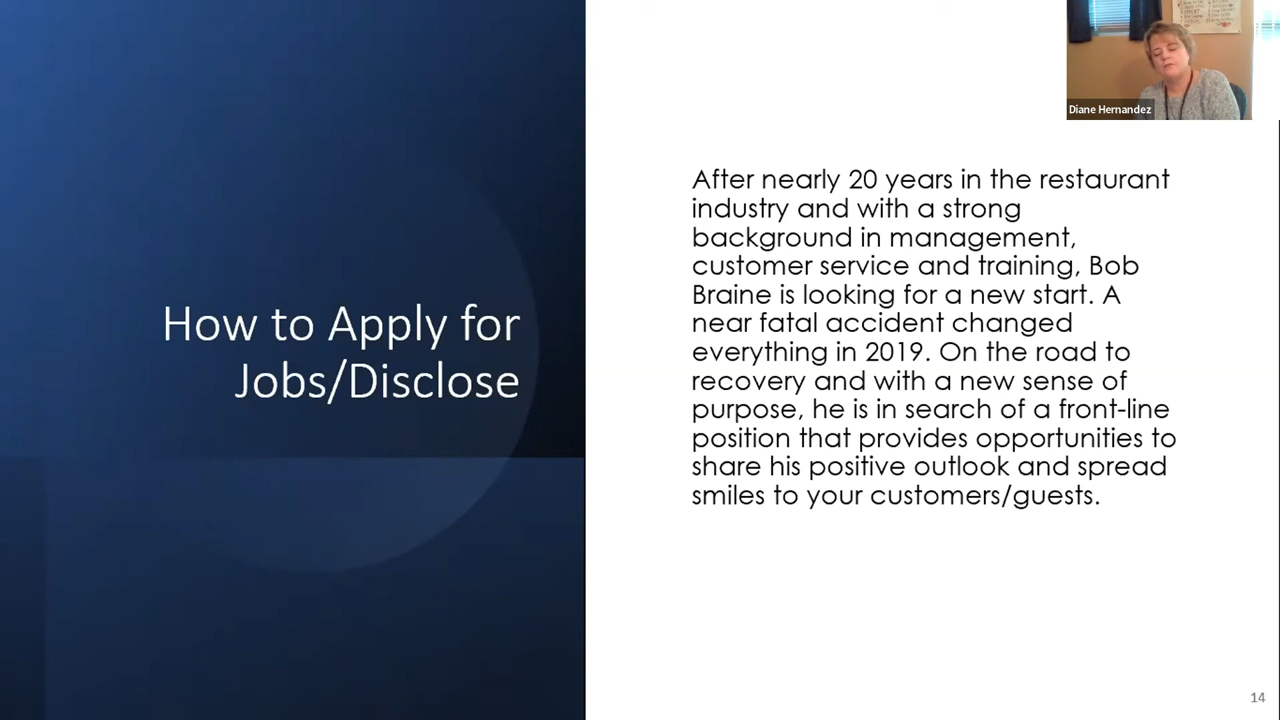 Diane Hernandez
How to Apply for
Jobs/Disclose
After nearly 20 years in the restaurant
industry and with a strong
background in management,
customer service and training, Bob
Braine is looking for a new start. A
near fatal accident changed
everything in 2019. On the road to
recovery and with a new sense of
purpose, he is in search of a front-line
position that provides opportunities to
share his positive outlook and spread
smiles to your customers/guests.
14